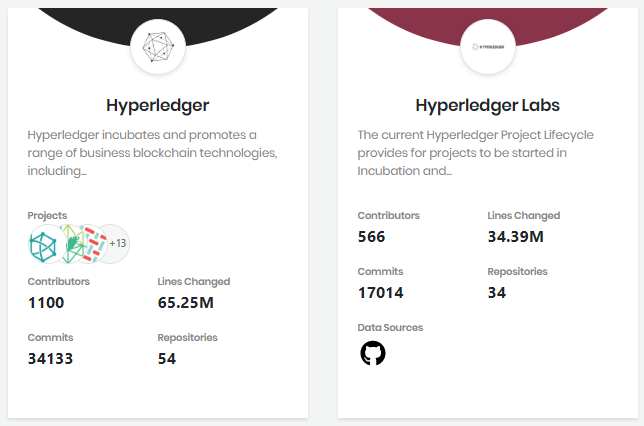 Hyperledger
Hyperledger incubates and promotes a
range of business blockchain technologies,
including...
Projects
+13
Contributors
1100
Lines Changed
65.25M
Commits
34133
Repositories
54
HYPERLEDGER
Hyperledger Labs
The current Hyperledger Project Lifecycle
provides for projects to be started in
Incubation and...
Contributors
566
Lines Changed
34.39M
Commits
17014
Repositories
34
Data Sources